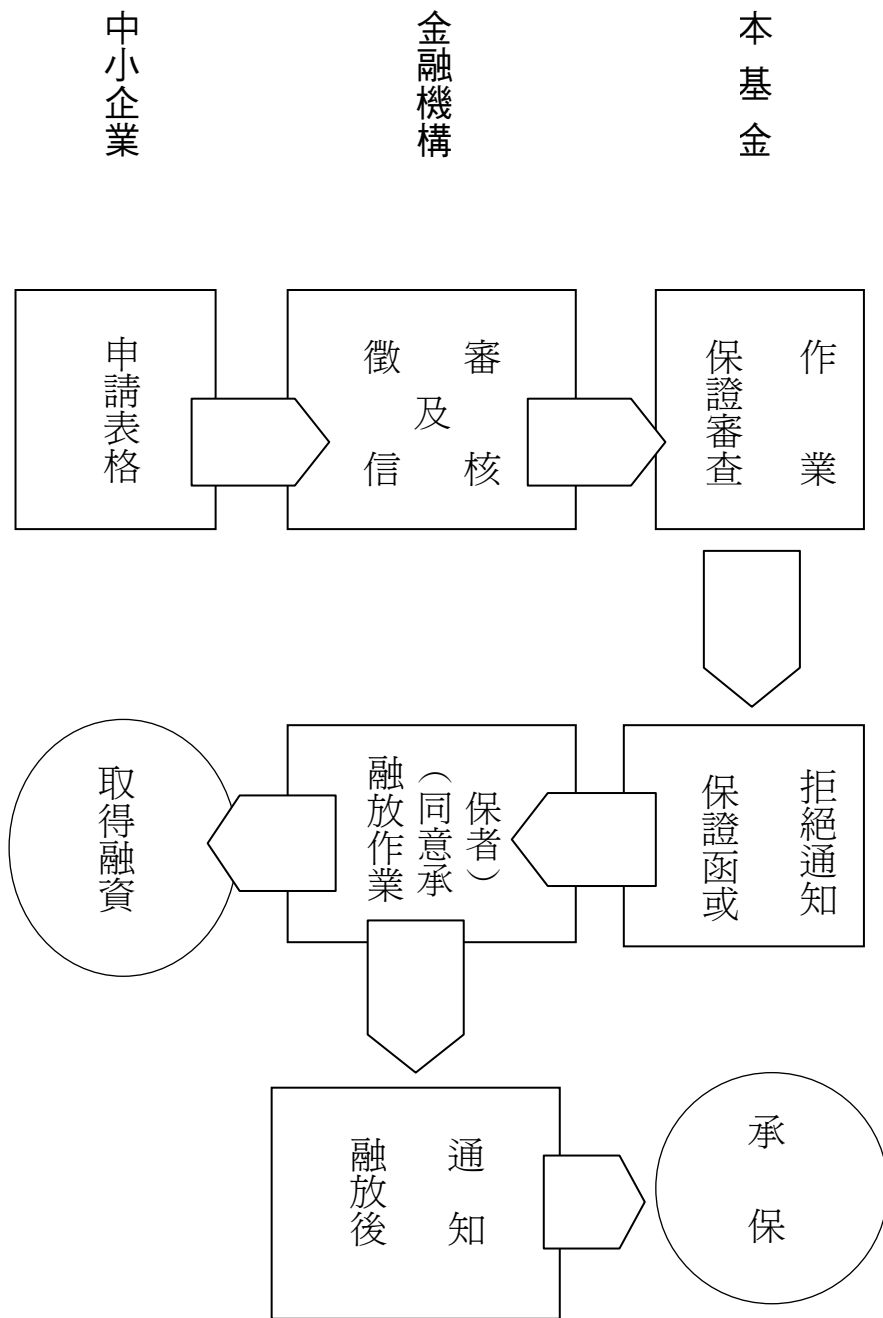 中小企業
金融機構
本基金
申請表格
徵信
及
審核
保證審查
作業
保證函或
拒絕通知
融放作業
（同意承
保者）
取得融資
融放後
通知
承保